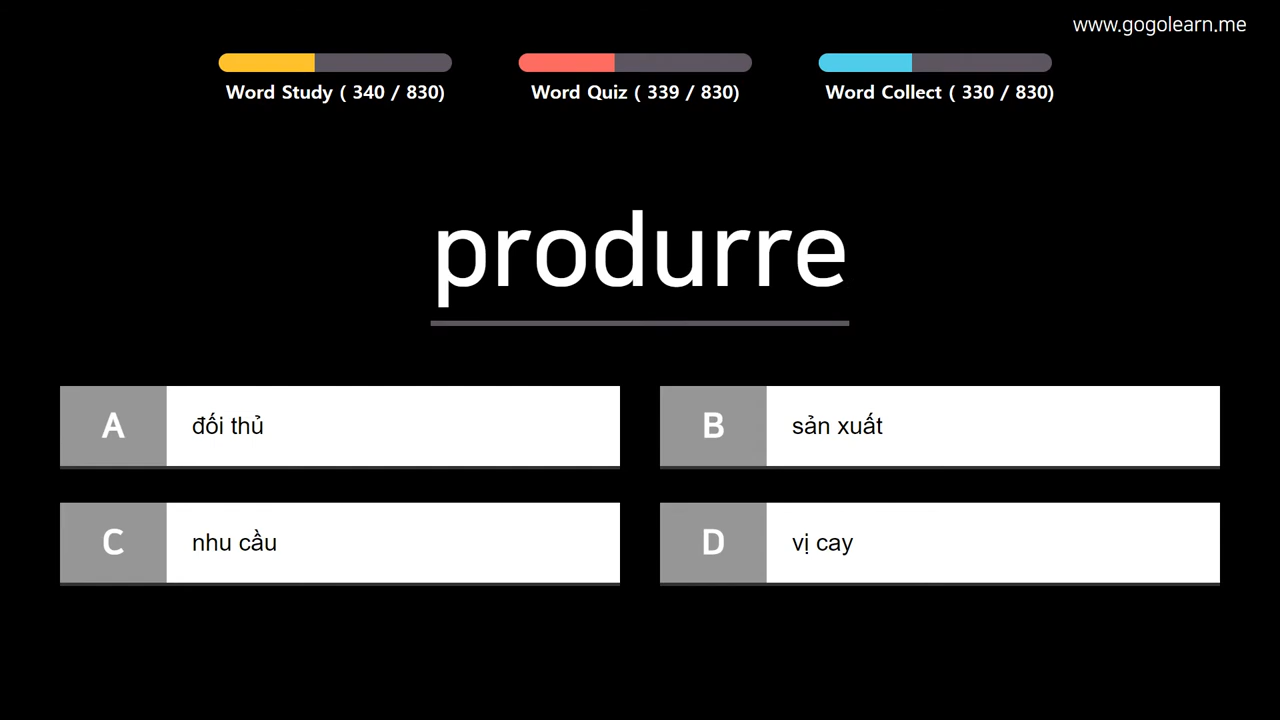 www.gogolearn.me
Word Study ( 340 / 830)
Word Quiz ( 339 / 830)
Word Collect ( 330 / 830)
produrre
A đối thủ
B sản xuất
C nhu cầu
D vị cay